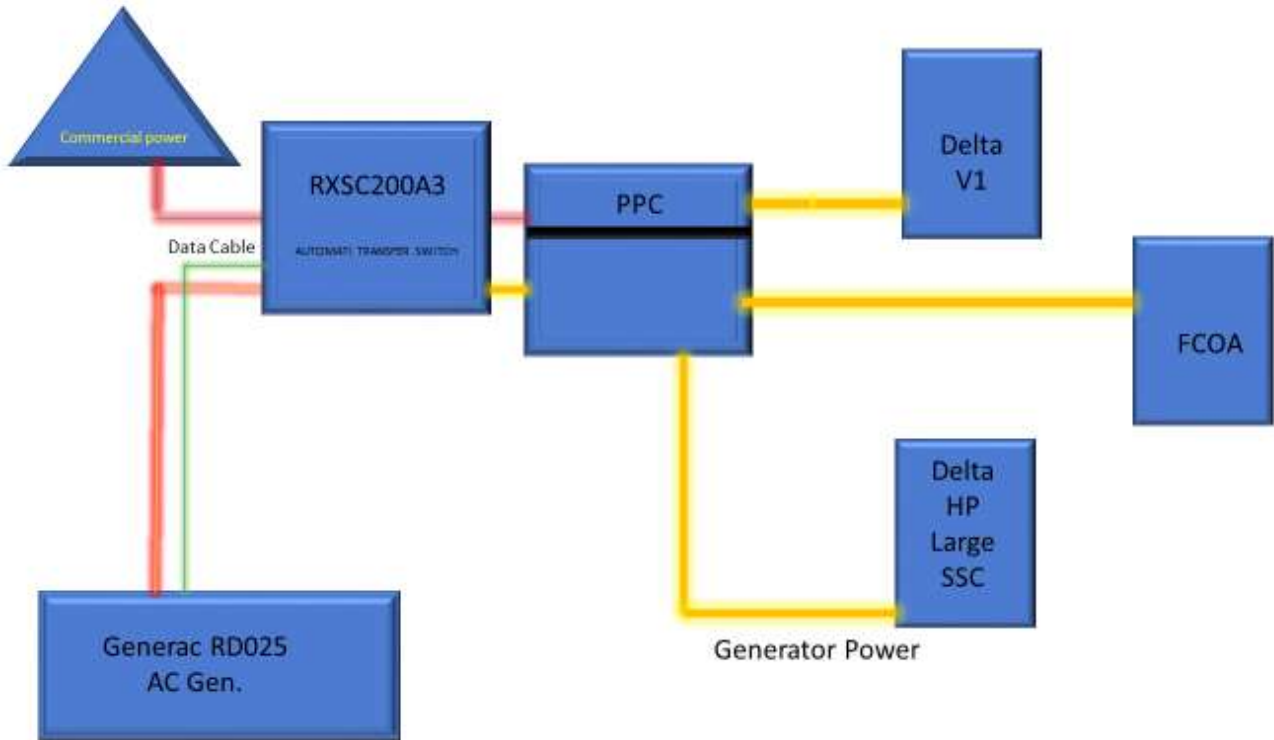 Commercial power
RXSC200A3
AUTOMATI TRANSFER SWITCH
Data Cable
PPC
Delta
V1
FCOA
Delta
HP
Large
SSC
Generator Power
Generac RD025
AC Gen.